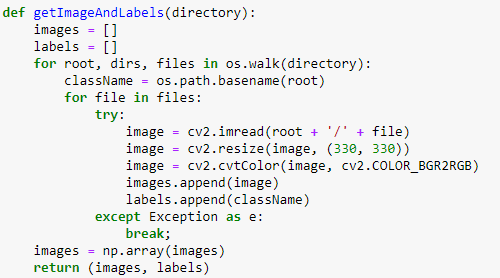 def getImageAndLabels(directory):
    images = []
    labels = []
    for root, dirs, files in os.walk(directory):
        className = os.path.basename(root)
        for file in files:
            try:
                image = cv2.imread(root + '/' + file)
                image = cv2.resize(image, (330, 330))
                image = cv2.cvtColor(image, cv2.COLOR_BGR2RGB)
                images.append(image)
                labels.append(className)
            except Exception as e:
                break;
    images = np.array(images)
    return (images, labels)